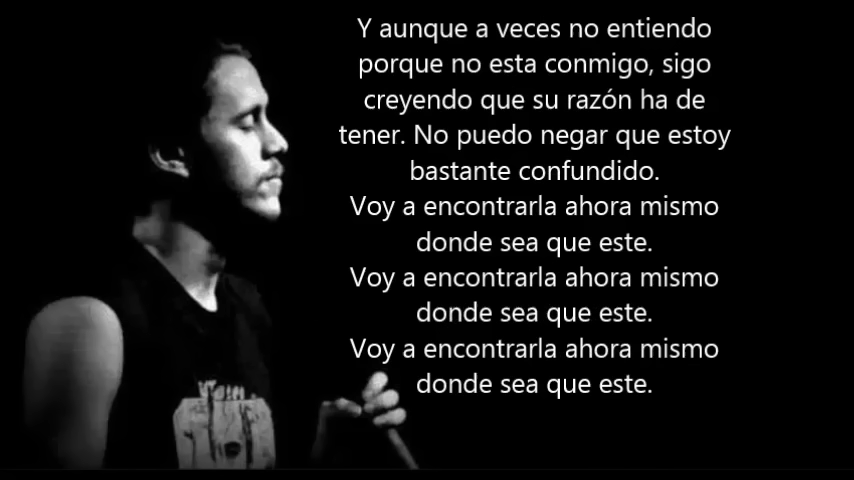 Y aunque a veces no entiendo
porque no esta conmigo, sigo
creyendo que su razón ha de
tener. No puedo negar que estoy
bastante confundido.
Voy a encontrarla ahora mismo
donde sea que este.
Voy a encontrarla ahora mismo
donde sea que este.
Voy a encontrarla ahora mismo
donde sea que este.